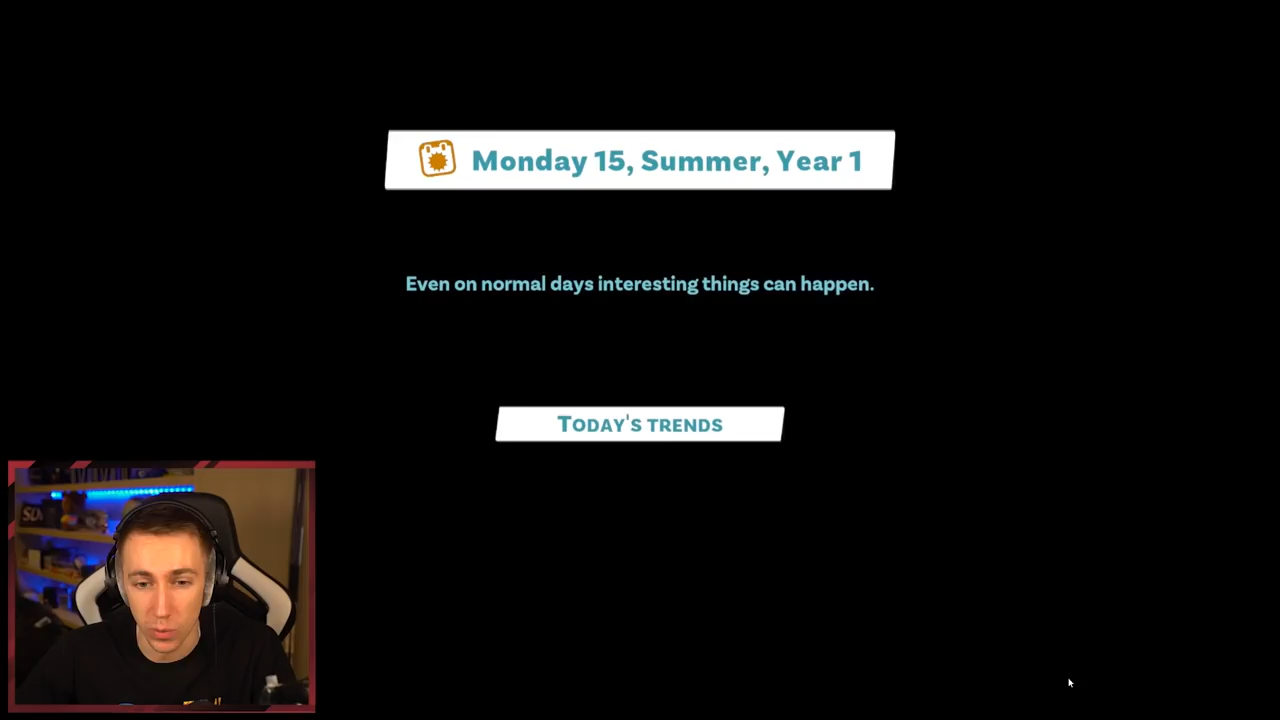 Monday 15, Summer, Year 1
Even on normal days interesting things can happen.
TODAY'S TRENDS